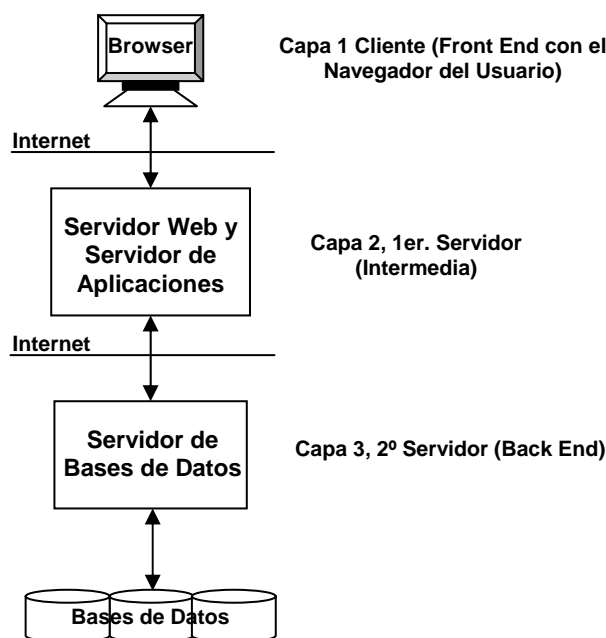 Browser
Capa 1 Cliente (Front End con el
Navegador del Usuario)
Internet
Servidor Web y
Servidor de
Aplicaciones
Capa 2, 1er. Servidor
(Intermedia)
Internet
Servidor de
Bases de Datos
Capa 3, 2º Servidor (Back End)
Bases de Datos